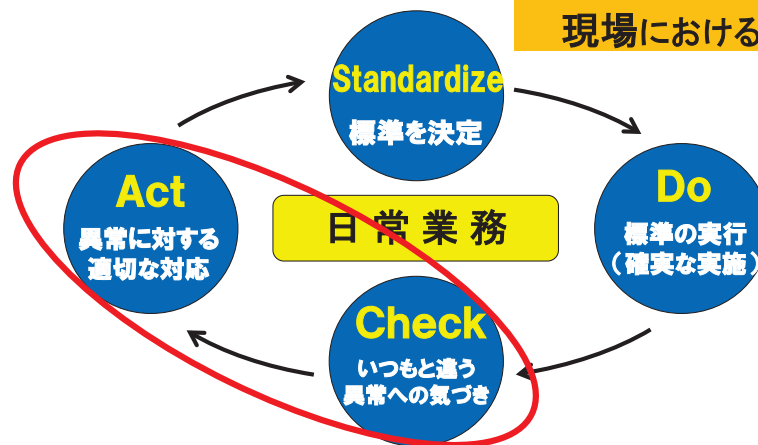 現場における
Standardize
標準を決定
Act
異常に対する
適切な対応
日常業務
Do
標準の実行
（確実な実施）
Check
いつもと違う
異常への気づき